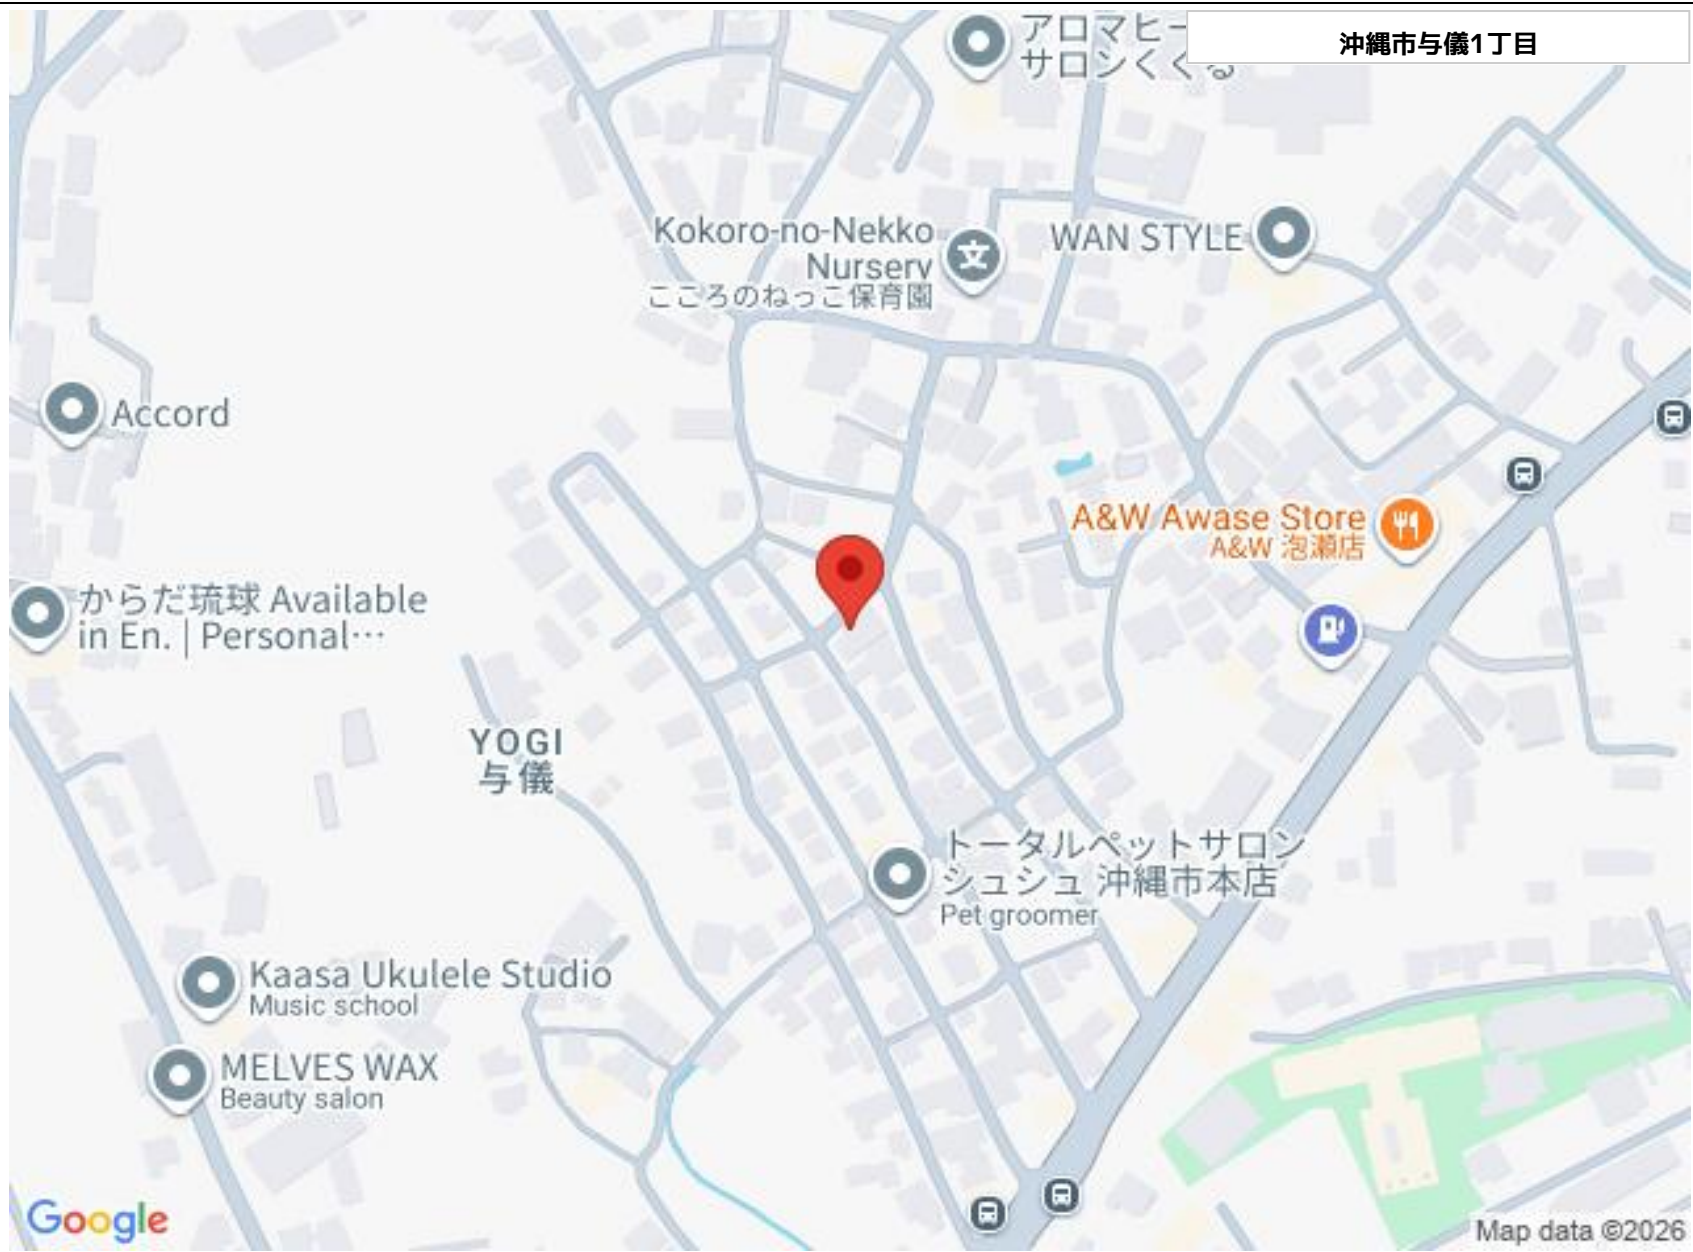 アロマヒー
サロンくくる
沖縄市与儀1丁目
Kokoro-no-Nekko
Nursery
こころのねっこ保育園
WAN STYLE
Accord
A&W Awase Store
A&W 泡瀬店
からだ琉球 Available
in En. | Personal…
YOGI
与儀
トータルペットサロン
シュシュ 沖縄市本店
Pet groomer
Kaasa Ukulele Studio
Music school
MELVES WAX
Beauty salon
Google
Map data ©2026